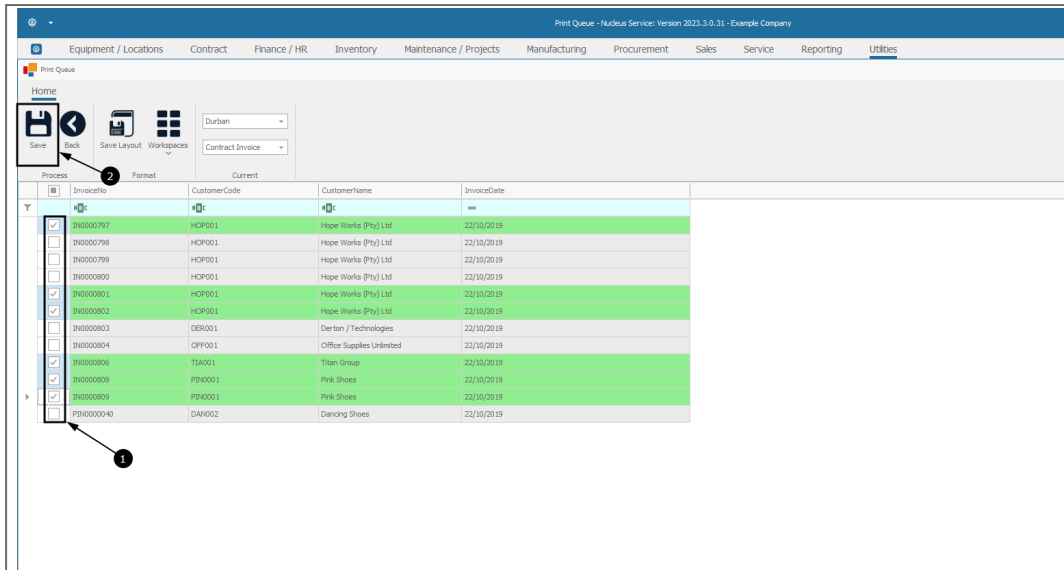 Print Queue - Nucleus Service: Version 2023.3.0.31 - Example Company
Equipment / Locations Contract Finance / HR Inventory Maintenance / Projects Manufacturing Procurement Sales Service Reporting Utilities
Print Queue
Home
Durban
Save Back Save Layout Workspaces
Contract Invoice
Process Format Current
2
InvoiceNo CustomerCode CustomerName InvoiceDate
IN0000797 HOP001 Hope Works (Pty) Ltd 22/10/2019
IN0000798 HOP001 Hope Works (Pty) Ltd 22/10/2019
IN0000799 HOP001 Hope Works (Pty) Ltd 22/10/2019
IN0000800 HOP001 Hope Works (Pty) Ltd 22/10/2019
IN0000801 HOP001 Hope Works (Pty) Ltd 22/10/2019
IN0000802 HOP001 Hope Works (Pty) Ltd 22/10/2019
IN0000803 DER001 Derton / Technologies 22/10/2019
IN0000804 OFF001 Office Supplies Unlimited 22/10/2019
IN0000806 TIA001 Titan Group 22/10/2019
IN0000808 PIN0001 Pink Shoes 22/10/2019
IN0000809 PIN0001 Pink Shoes 22/10/2019
PIN0000040 DAN002 Dancing Shoes 22/10/2019
1